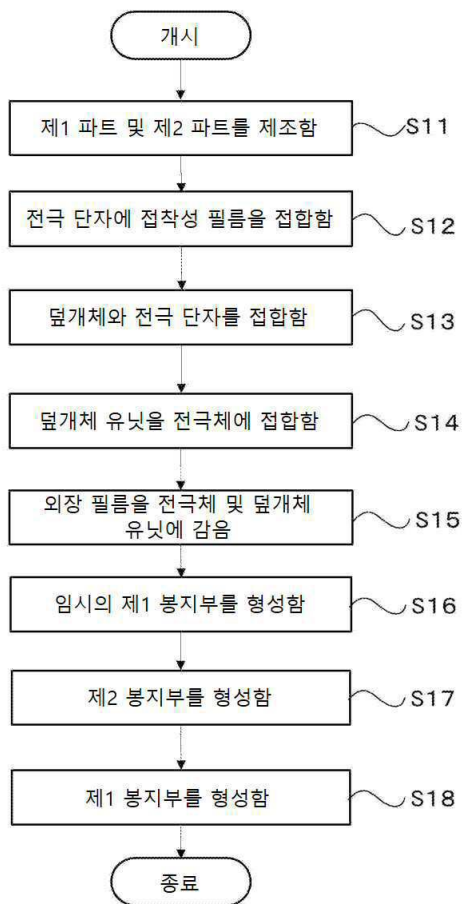 개시
제1 파트 및 제2 파트를 제조함
S11
전극 단자에 접착성 필름을 접합함
S12
덮개체와 전극 단자를 접합함
S13
덮개체 유닛을 전극체에 접합함
S14
외장 필름을 전극체 및 덮개체
유닛에 감음
S15
임시의 제1 봉지부를 형성함
S16
제2 봉지부를 형성함
S17
제1 봉지부를 형성함
S18
종료